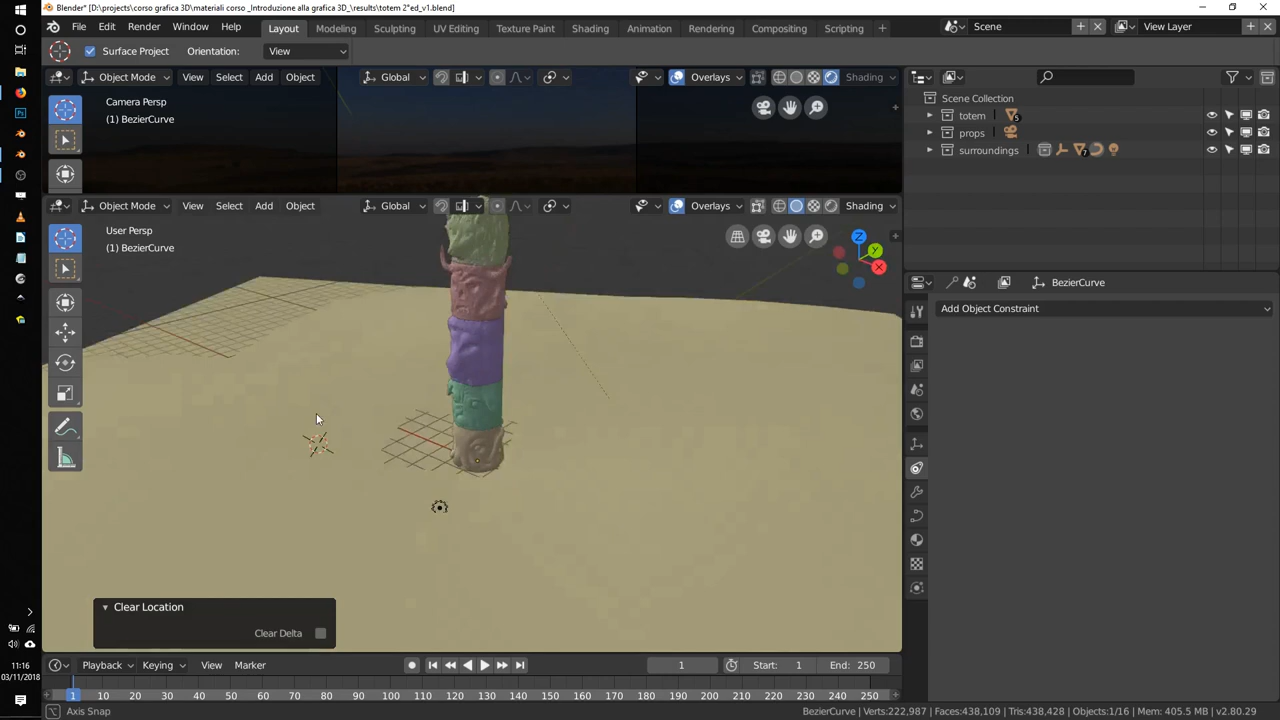 Blender* [D:\projects\corso grafica 3D\materiali corso _Introduzione alla grafica 3D_\results\totem 2°ed_v1.blend]
File Edit Render Window Help Layout Modeling Sculpting UV Editing Texture Paint Shading Animation Rendering Compositing Scripting + Scene View Layer
Surface Project Orientation: View
Object Mode View Select Add Object Global Overlays Shading
Camera Persp
(1) BezierCurve
Scene Collection
totem 5
props
surroundings 7
Object Mode View Select Add Object Global Overlays Shading
User Persp
(1) BezierCurve
Z
Y
X
BezierCurve
Add Object Constraint
Clear Location
Clear Delta
Playback Keying View Marker 1 Start: 1 End: 250
1 10 20 30 40 50 60 70 80 90 100 110 120 130 140 150 160 170 180 190 200 210 220 230 240 250
11:16
03/11/2018
Axis Snap
BezierCurve | Verts:222,987 | Faces:438,109 | Tris:438,428 | Objects:1/16 | Mem: 405.5 MB | v2.80.29